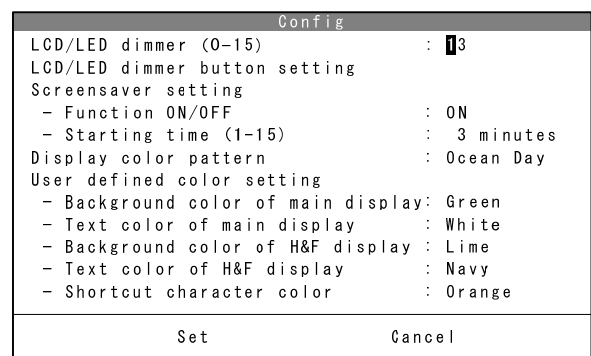 Config
LCD/LED dimmer (0–15) : 13
LCD/LED dimmer button setting
Screensaver setting
– Function ON/OFF : ON
– Starting time (1–15) : 3 minutes
Display color pattern : Ocean Day
User defined color setting
– Background color of main display: Green
– Text color of main display : White
– Background color of H&F display : Lime
– Text color of H&F display : Navy
– Shortcut character color : Orange
Set Cancel